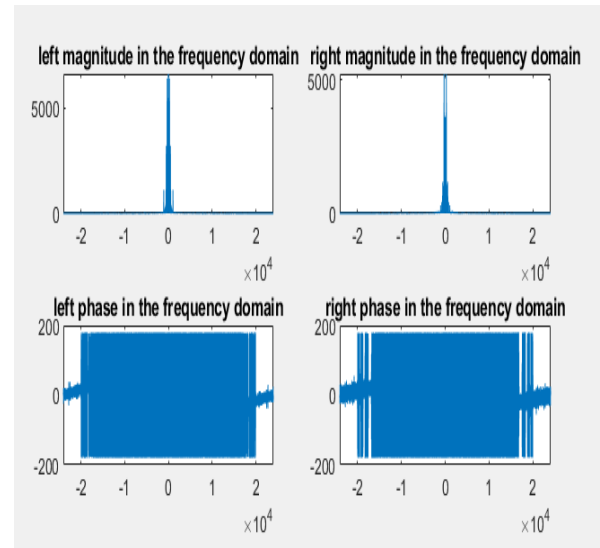 left magnitude in the frequency domain
right magnitude in the frequency domain
5000
0
-2 -1 0 1 2
×10^4
5000
0
-2 -1 0 1 2
×10^4
left phase in the frequency domain
right phase in the frequency domain
200
0
-200
-2 -1 0 1 2
×10^4
200
0
-200
-2 -1 0 1 2
×10^4